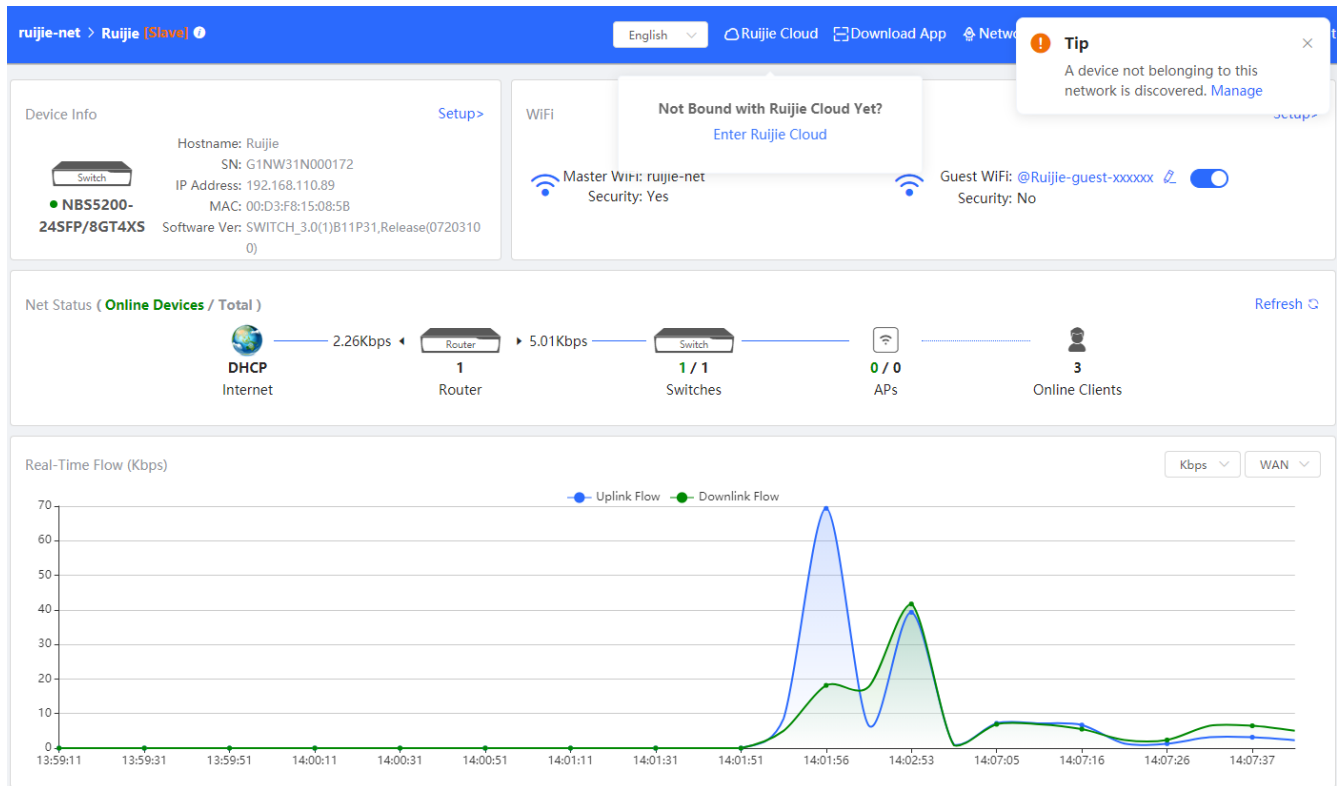 ruijie-net > Ruijie [Slave]
English
Ruijie Cloud
Download App
Tip
A device not belonging to this
network is discovered. Manage
Not Bound with Ruijie Cloud Yet?
Enter Ruijie Cloud
Device Info
Setup>
Switch
NBS5200-
24SFP/8GT4XS
Hostname: Ruijie
SN: G1NW31N000172
IP Address: 192.168.110.89
MAC: 00:D3:F8:15:08:5B
Software Ver: SWITCH_3.0(1)B11P31,Release(0720310
0)
WiFi
Setup>
Master WiFi: ruijie-net
Security: Yes
Guest WiFi: @Ruijie-guest-xxxxxx
Security: No
Net Status ( Online Devices / Total )
Refresh
2.26Kbps
Router
5.01Kbps
Switch
DHCP
1
1 / 1
0 / 0
3
Internet
Router
Switches
APs
Online Clients
Real-Time Flow (Kbps)
Kbps
WAN
Uplink Flow
Downlink Flow
70
60
50
40
30
20
10
0
13:59:11
13:59:31
13:59:51
14:00:11
14:00:31
14:00:51
14:01:11
14:01:31
14:01:51
14:01:56
14:02:53
14:07:05
14:07:16
14:07:26
14:07:37